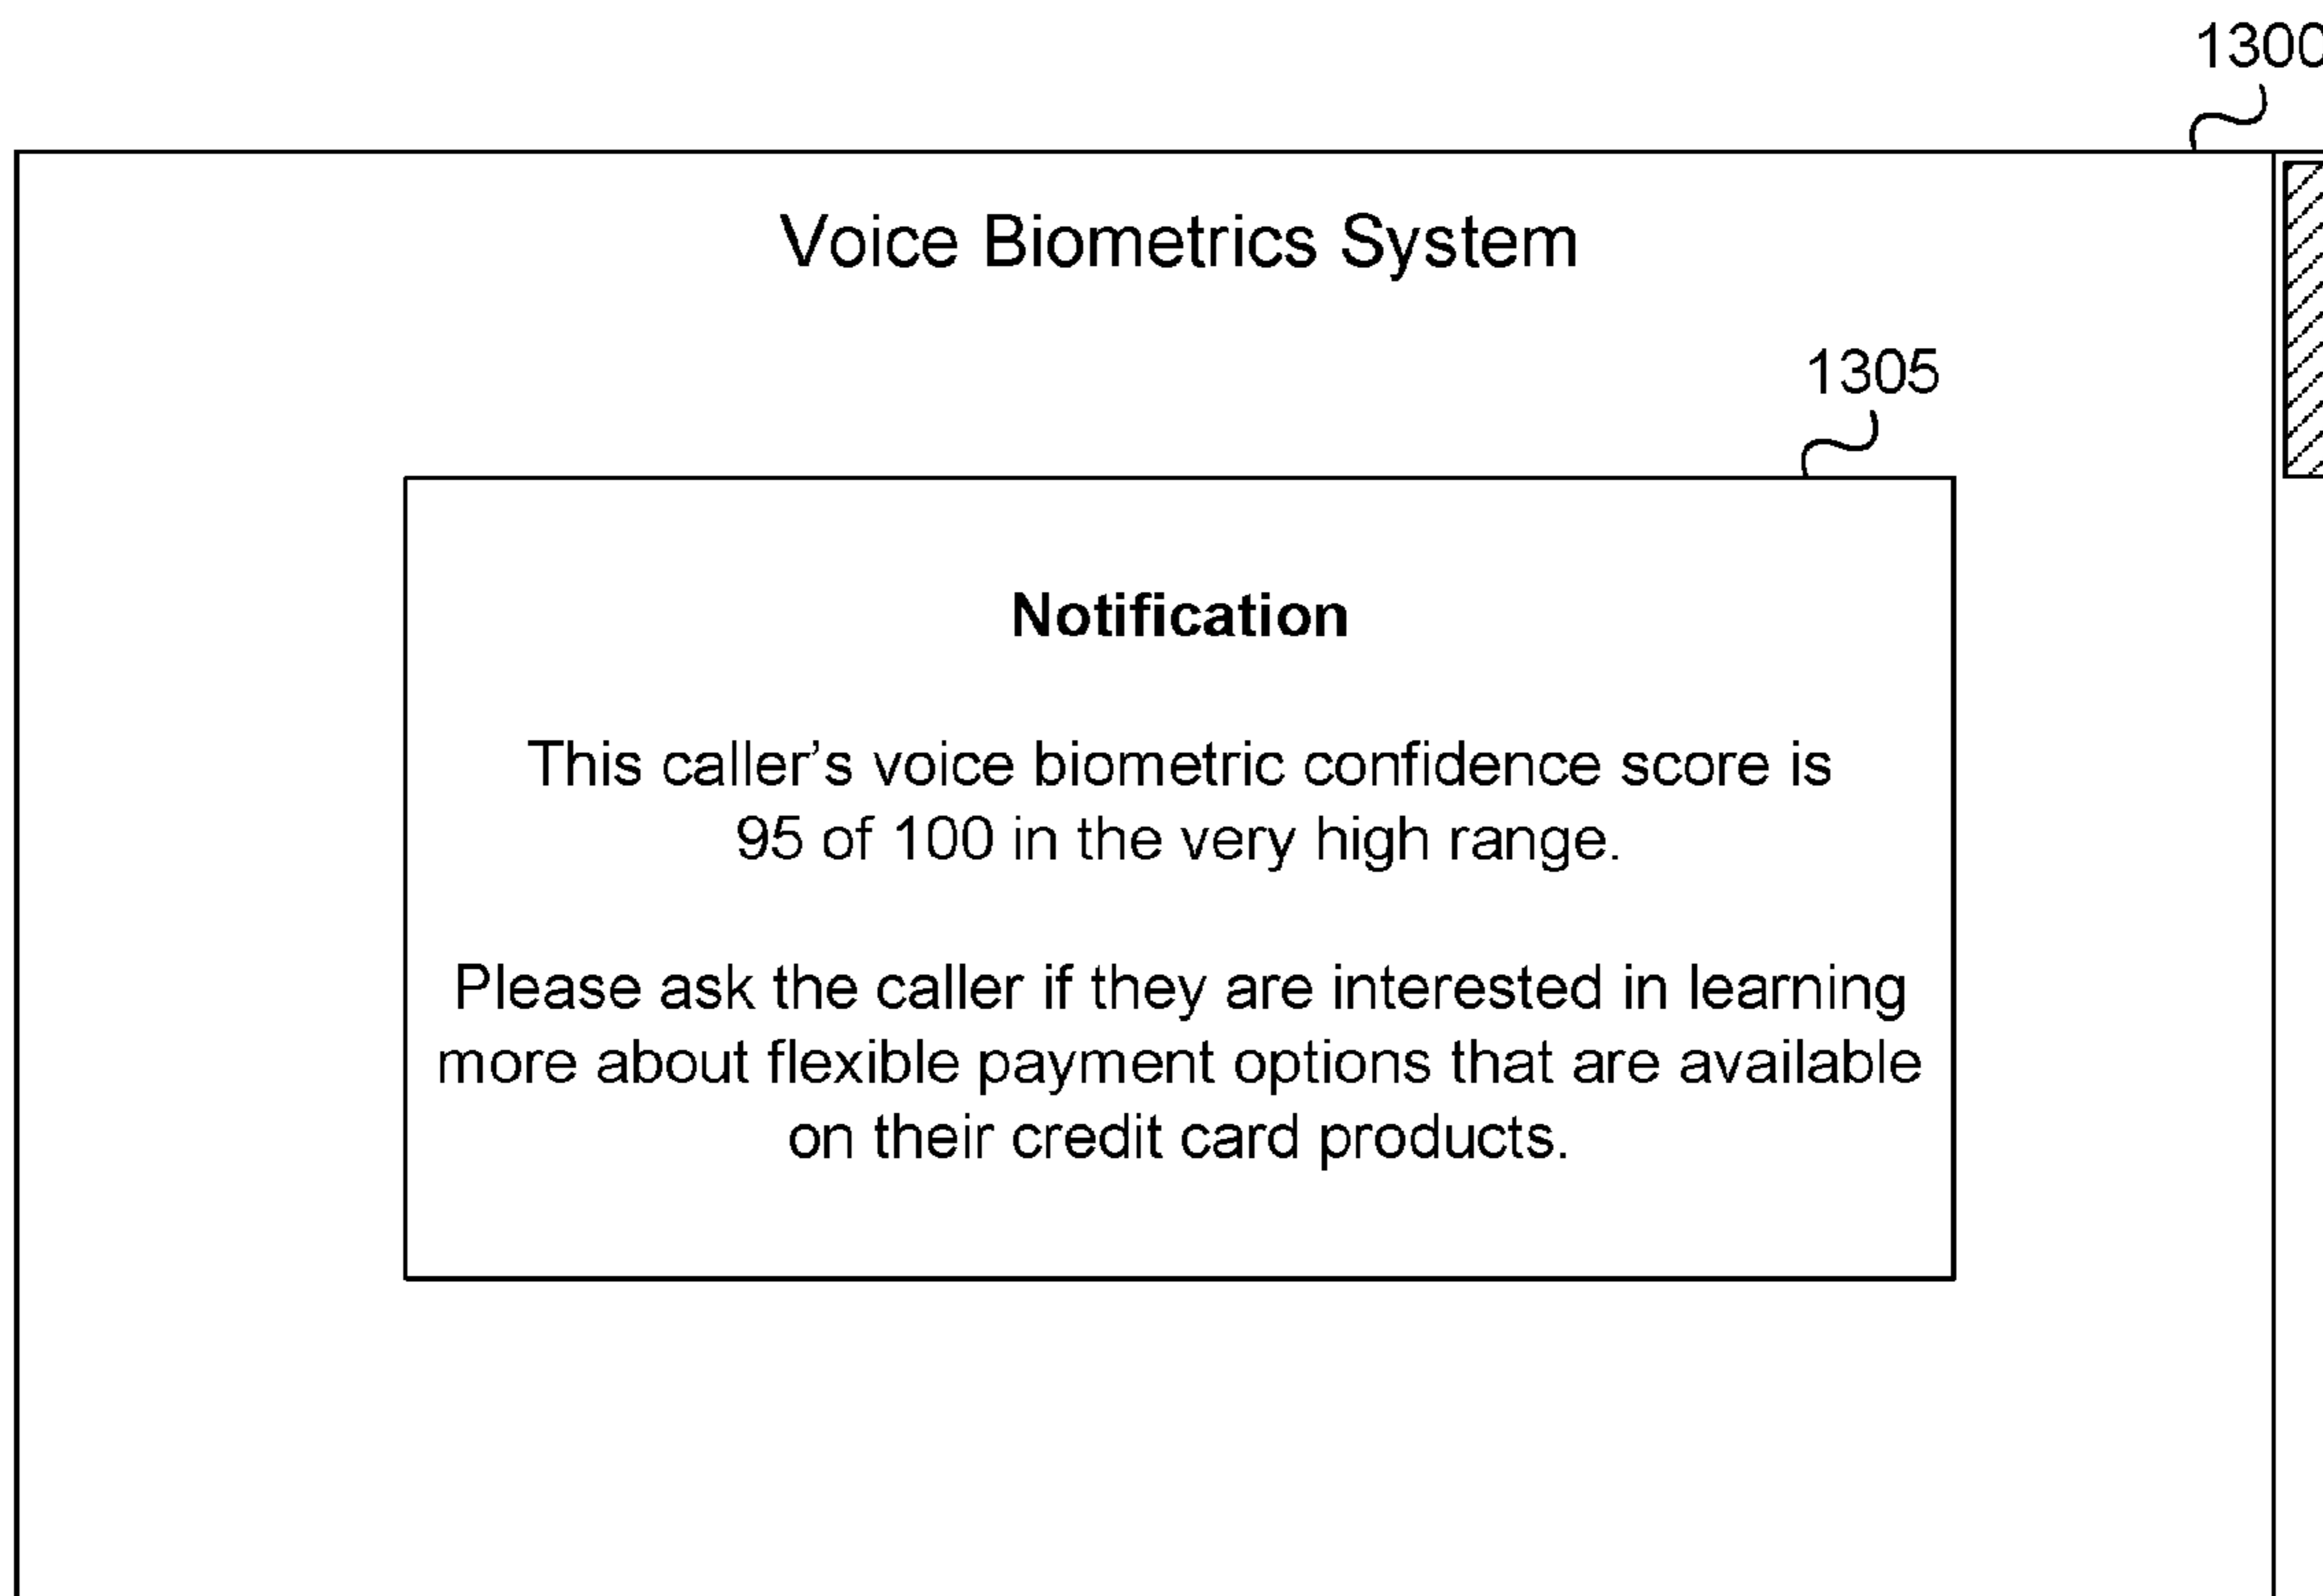 1300
Voice Biometrics System
1305
Notification
This caller's voice biometric confidence score is
95 of 100 in the very high range.
Please ask the caller if they are interested in learning
more about flexible payment options that are available
on their credit card products.